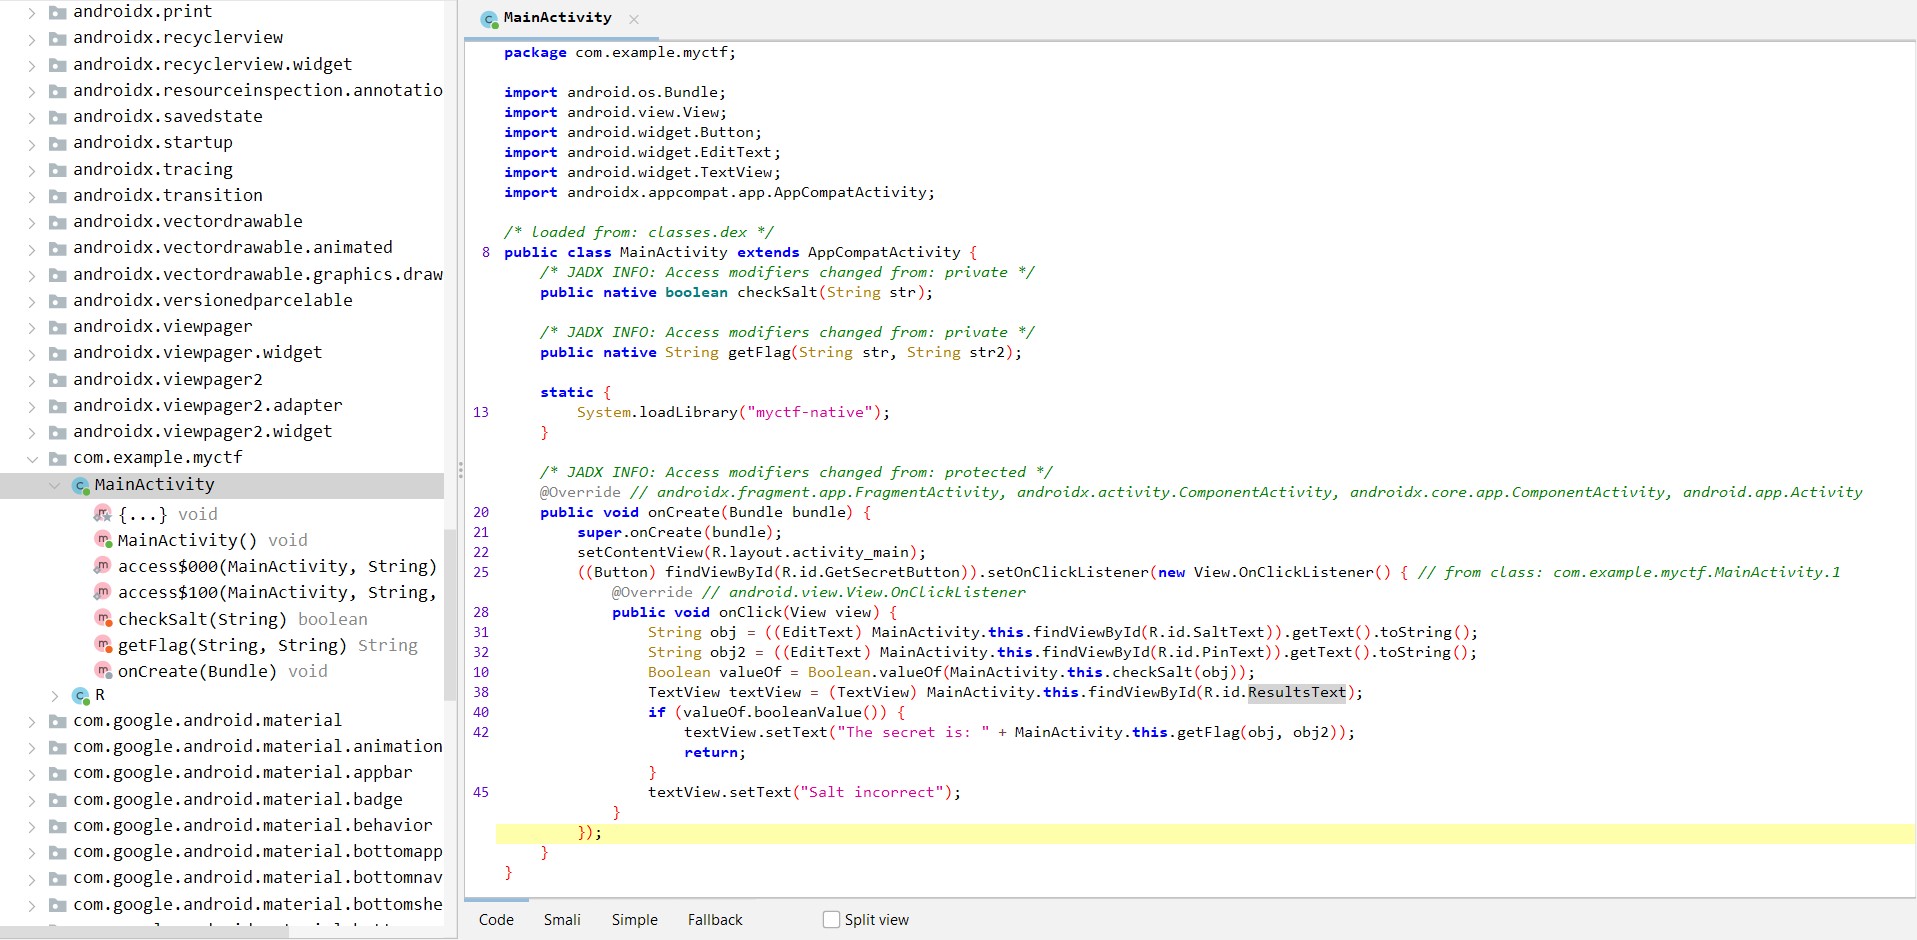 androidx.print
androidx.recyclerview
androidx.recyclerview.widget
androidx.resourceinspection.annotatio
androidx.savedstate
androidx.startup
androidx.tracing
androidx.transition
androidx.vectordrawable
androidx.vectordrawable.animated
androidx.vectordrawable.graphics.draw
androidx.versionedparcelable
androidx.viewpager
androidx.viewpager.widget
androidx.viewpager2
androidx.viewpager2.adapter
androidx.viewpager2.widget
com.example.myctf
MainActivity
{...} void
MainActivity() void
access$000(MainActivity, String)
access$100(MainActivity, String,
checkSalt(String) boolean
getFlag(String, String) String
onCreate(Bundle) void
R
com.google.android.material
com.google.android.material.animation
com.google.android.material.appbar
com.google.android.material.badge
com.google.android.material.behavior
com.google.android.material.bottomapp
com.google.android.material.bottomnav
com.google.android.material.bottomshe
MainActivity
package com.example.myctf;
import android.os.Bundle;
import android.view.View;
import android.widget.Button;
import android.widget.EditText;
import android.widget.TextView;
import androidx.appcompat.app.AppCompatActivity;
/* loaded from: classes.dex */
8 public class MainActivity extends AppCompatActivity {
/* JADX INFO: Access modifiers changed from: private */
public native boolean checkSalt(String str);
/* JADX INFO: Access modifiers changed from: private */
public native String getFlag(String str, String str2);
static {
13 System.loadLibrary("myctf-native");
}
/* JADX INFO: Access modifiers changed from: protected */
@Override // androidx.fragment.app.FragmentActivity, androidx.activity.ComponentActivity, androidx.core.app.ComponentActivity, android.app.Activity
20 public void onCreate(Bundle bundle) {
21 super.onCreate(bundle);
22 setContentView(R.layout.activity_main);
25 ((Button) findViewById(R.id.GetSecretButton)).setOnClickListener(new View.OnClickListener() { // from class: com.example.myctf.MainActivity.1
@Override // android.view.View.OnClickListener
28 public void onClick(View view) {
31 String obj = ((EditText) MainActivity.this.findViewById(R.id.SaltText)).getText().toString();
32 String obj2 = ((EditText) MainActivity.this.findViewById(R.id.PinText)).getText().toString();
10 Boolean valueOf = Boolean.valueOf(MainActivity.this.checkSalt(obj));
38 TextView textView = (TextView) MainActivity.this.findViewById(R.id.ResultsText);
40 if (valueOf.booleanValue()) {
42 textView.setText("The secret is: " + MainActivity.this.getFlag(obj, obj2));
return;
}
45 textView.setText("Salt incorrect");
}
});
}
}
Code Smali Simple Fallback Split view